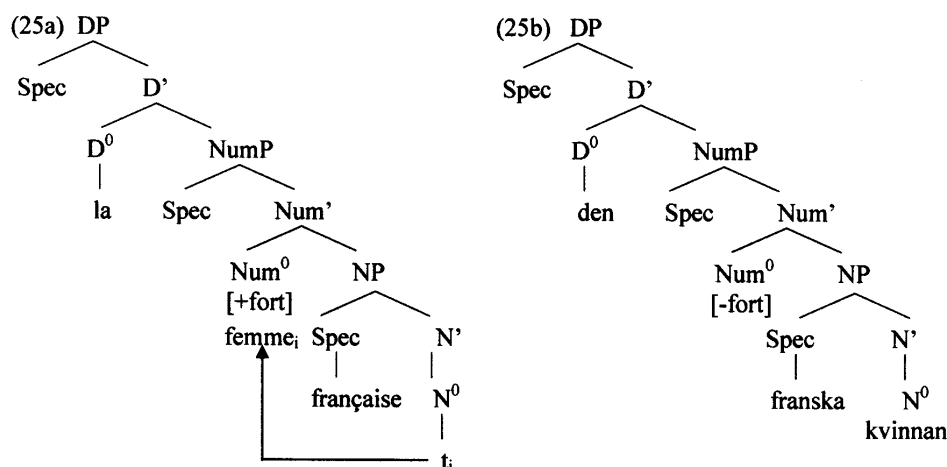 (25a) DP (25b) DP
Spec D’ Spec D’
D⁰ NumP D⁰ NumP
la Spec Num’ den Spec Num’
Num⁰ NP Num⁰ NP
[+fort] [-fort]
femmeᵢ Spec N’ Spec N’
française N⁰ franska N⁰
kvinnan
tᵢ